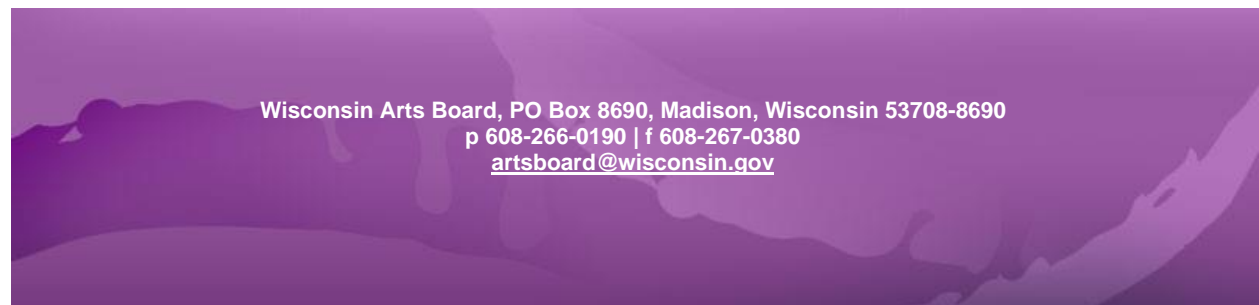 Wisconsin Arts Board, PO Box 8690, Madison, Wisconsin 53708-8690
p 608-266-0190 | f 608-267-0380
artsboard@wisconsin.gov